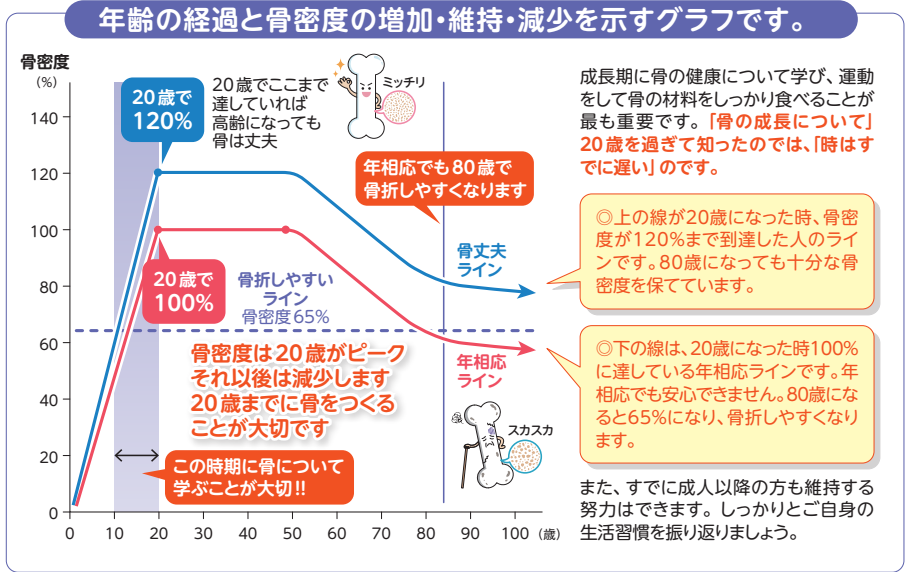 年齢の経過と骨密度の増加・維持・減少を示すグラフです。
骨密度
(%)
140
120
100
80
60
40
20
0
0 10 20 30 40 50 60 70 80 90 100 (歳)
20歳で
120%
20歳でここまで
達していれば
高齢になっても
骨は丈夫
ミッチリ
年相応でも80歳で
骨折しやすくなります
骨丈夫
ライン
20歳で
100%
骨折しやすい
ライン
骨密度65%
年相応
ライン
骨密度は20歳がピーク
それ以後は減少します
20歳までに骨をつくる
ことが大切です
スカスカ
この時期に骨について
学ぶことが大切!!
成長期に骨の健康について学び、運動
をして骨の材料をしっかり食べることが
最も重要です。「骨の成長について」
20歳を過ぎて知ったのでは、「時はす
でに遅い」のです。
◎上の線が20歳になった時、骨密
度が120%まで到達した人のライ
ンです。80歳になっても十分な骨
密度を保てています。
◎下の線は、20歳になった時100%
に達している年相応ラインです。年
相応でも安心できません。80歳にな
ると65%になり、骨折しやすくなり
ます。
また、すでに成人以降の方も維持する
努力はできます。しっかりとご自身の
生活習慣を振り返りましょう。